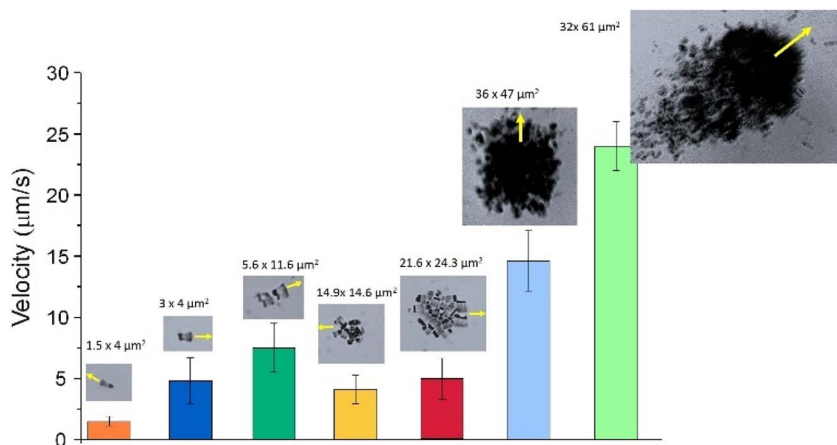 32x 61 µm²
36 x 47 µm²
5.6 x 11.6 µm²
21.6 x 24.3 µm²
14.9x 14.6 µm²
3 x 4 µm²
1.5 x 4 µm²
Velocity (µm/s)
30
25
20
15
10
5
0